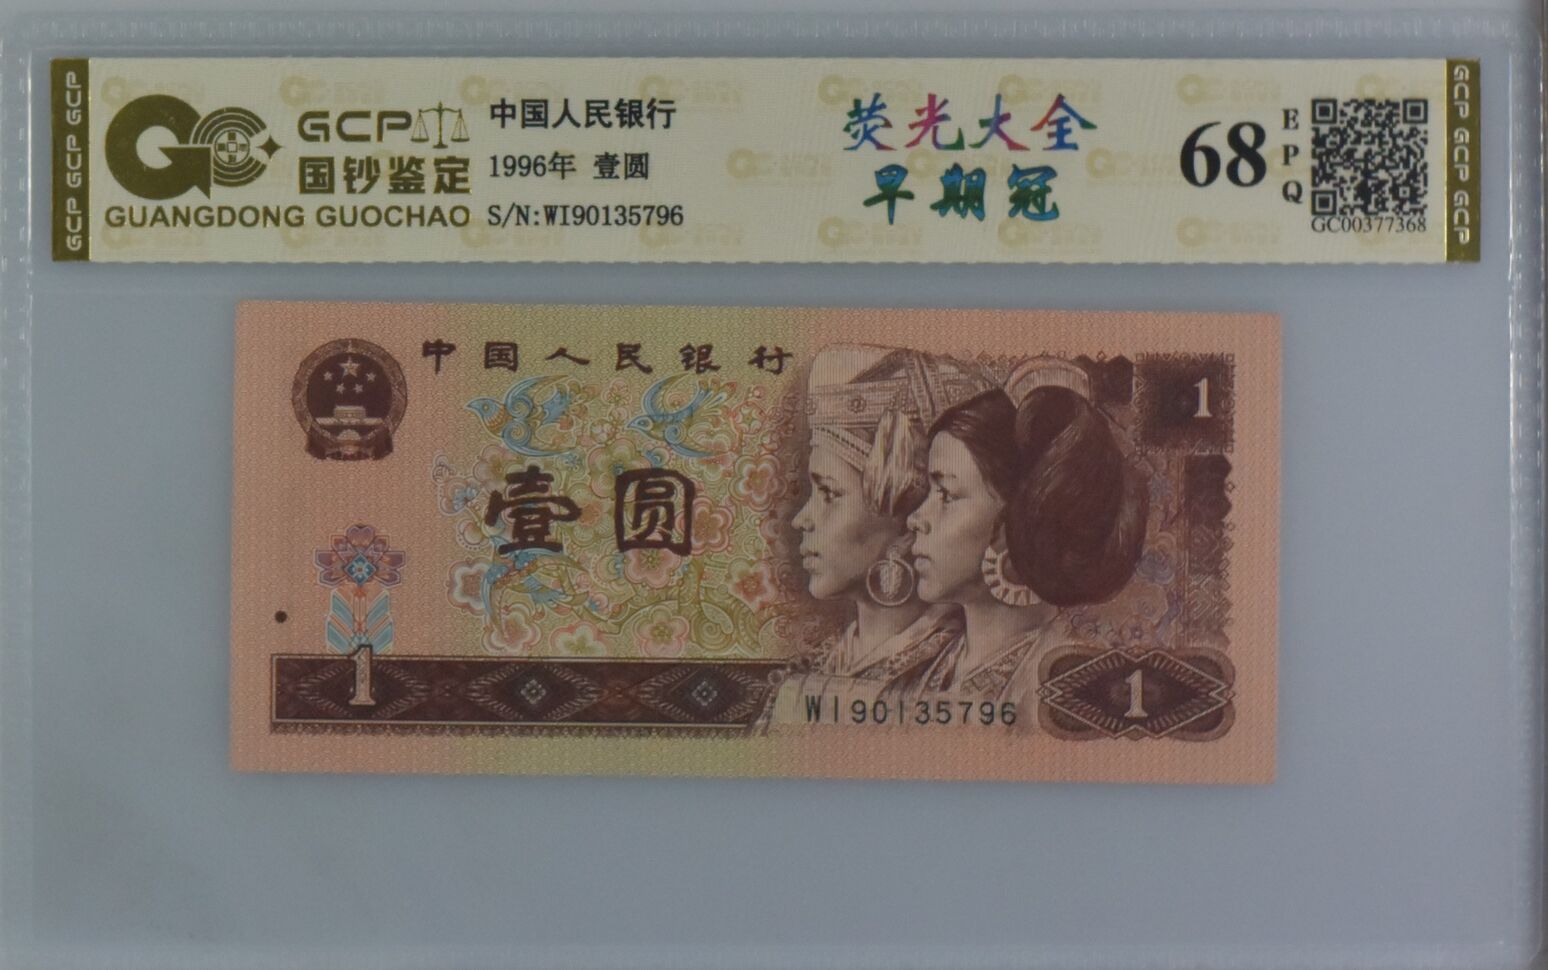 GCP GCP GCP
GCP
国钞鉴定
GUANGDONG GUOCHAO
中国人民银行
1996年 壹圆
S/N:WI90135796
荧光大全
早期冠
68
EPQ
GC00377368
GCP GCP GCP
中国人民银行
1
壹圆
1
WI90135796
1